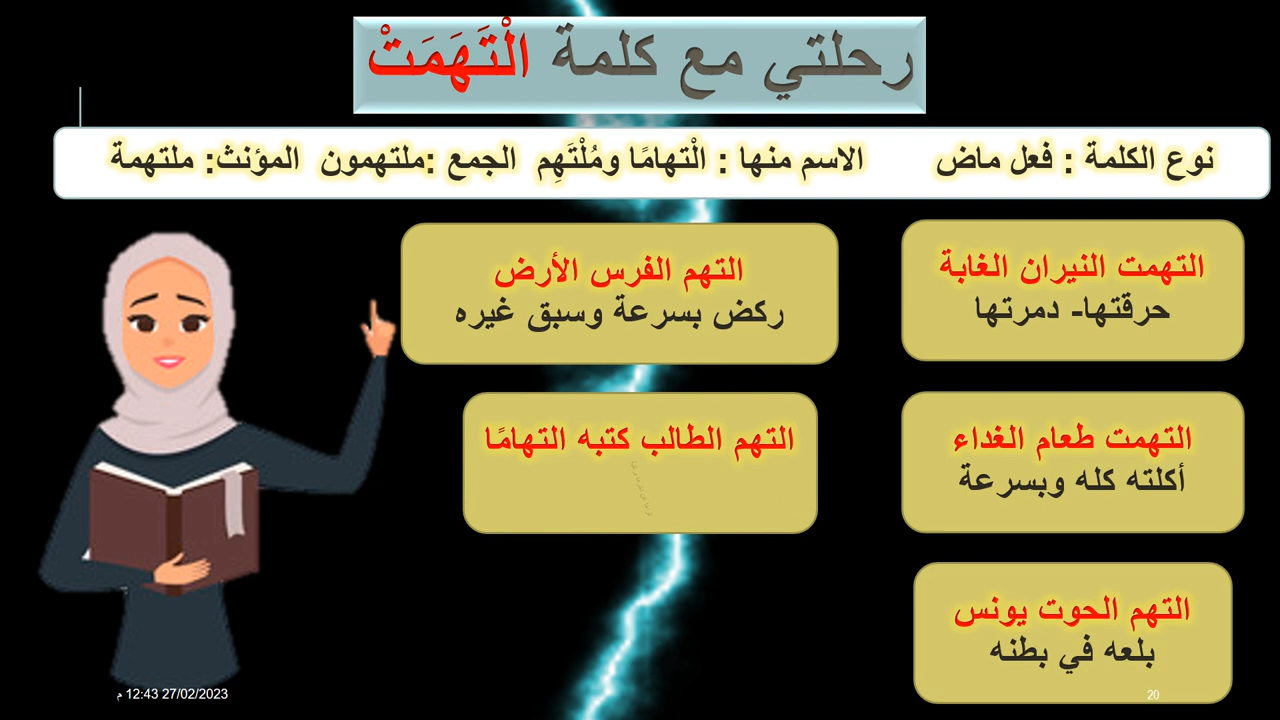 رحلتي مع كلمة الْتَهَمَتْ
نوع الكلمة : فعل ماض الاسم منها : الْتهامًا ومُلْتَهِم الجمع :ملتهمون المؤنث: ملتهمة
التهمت النيران الغابة
حرقتها- دمرتها
التهم الفرس الأرض
ركض بسرعة وسبق غيره
التهمت طعام الغداء
أكلته كله وبسرعة
التهم الطالب كتبه التهامًا
التهم الحوت يونس
بلعه في بطنه
27/02/2023 12:43 م
20